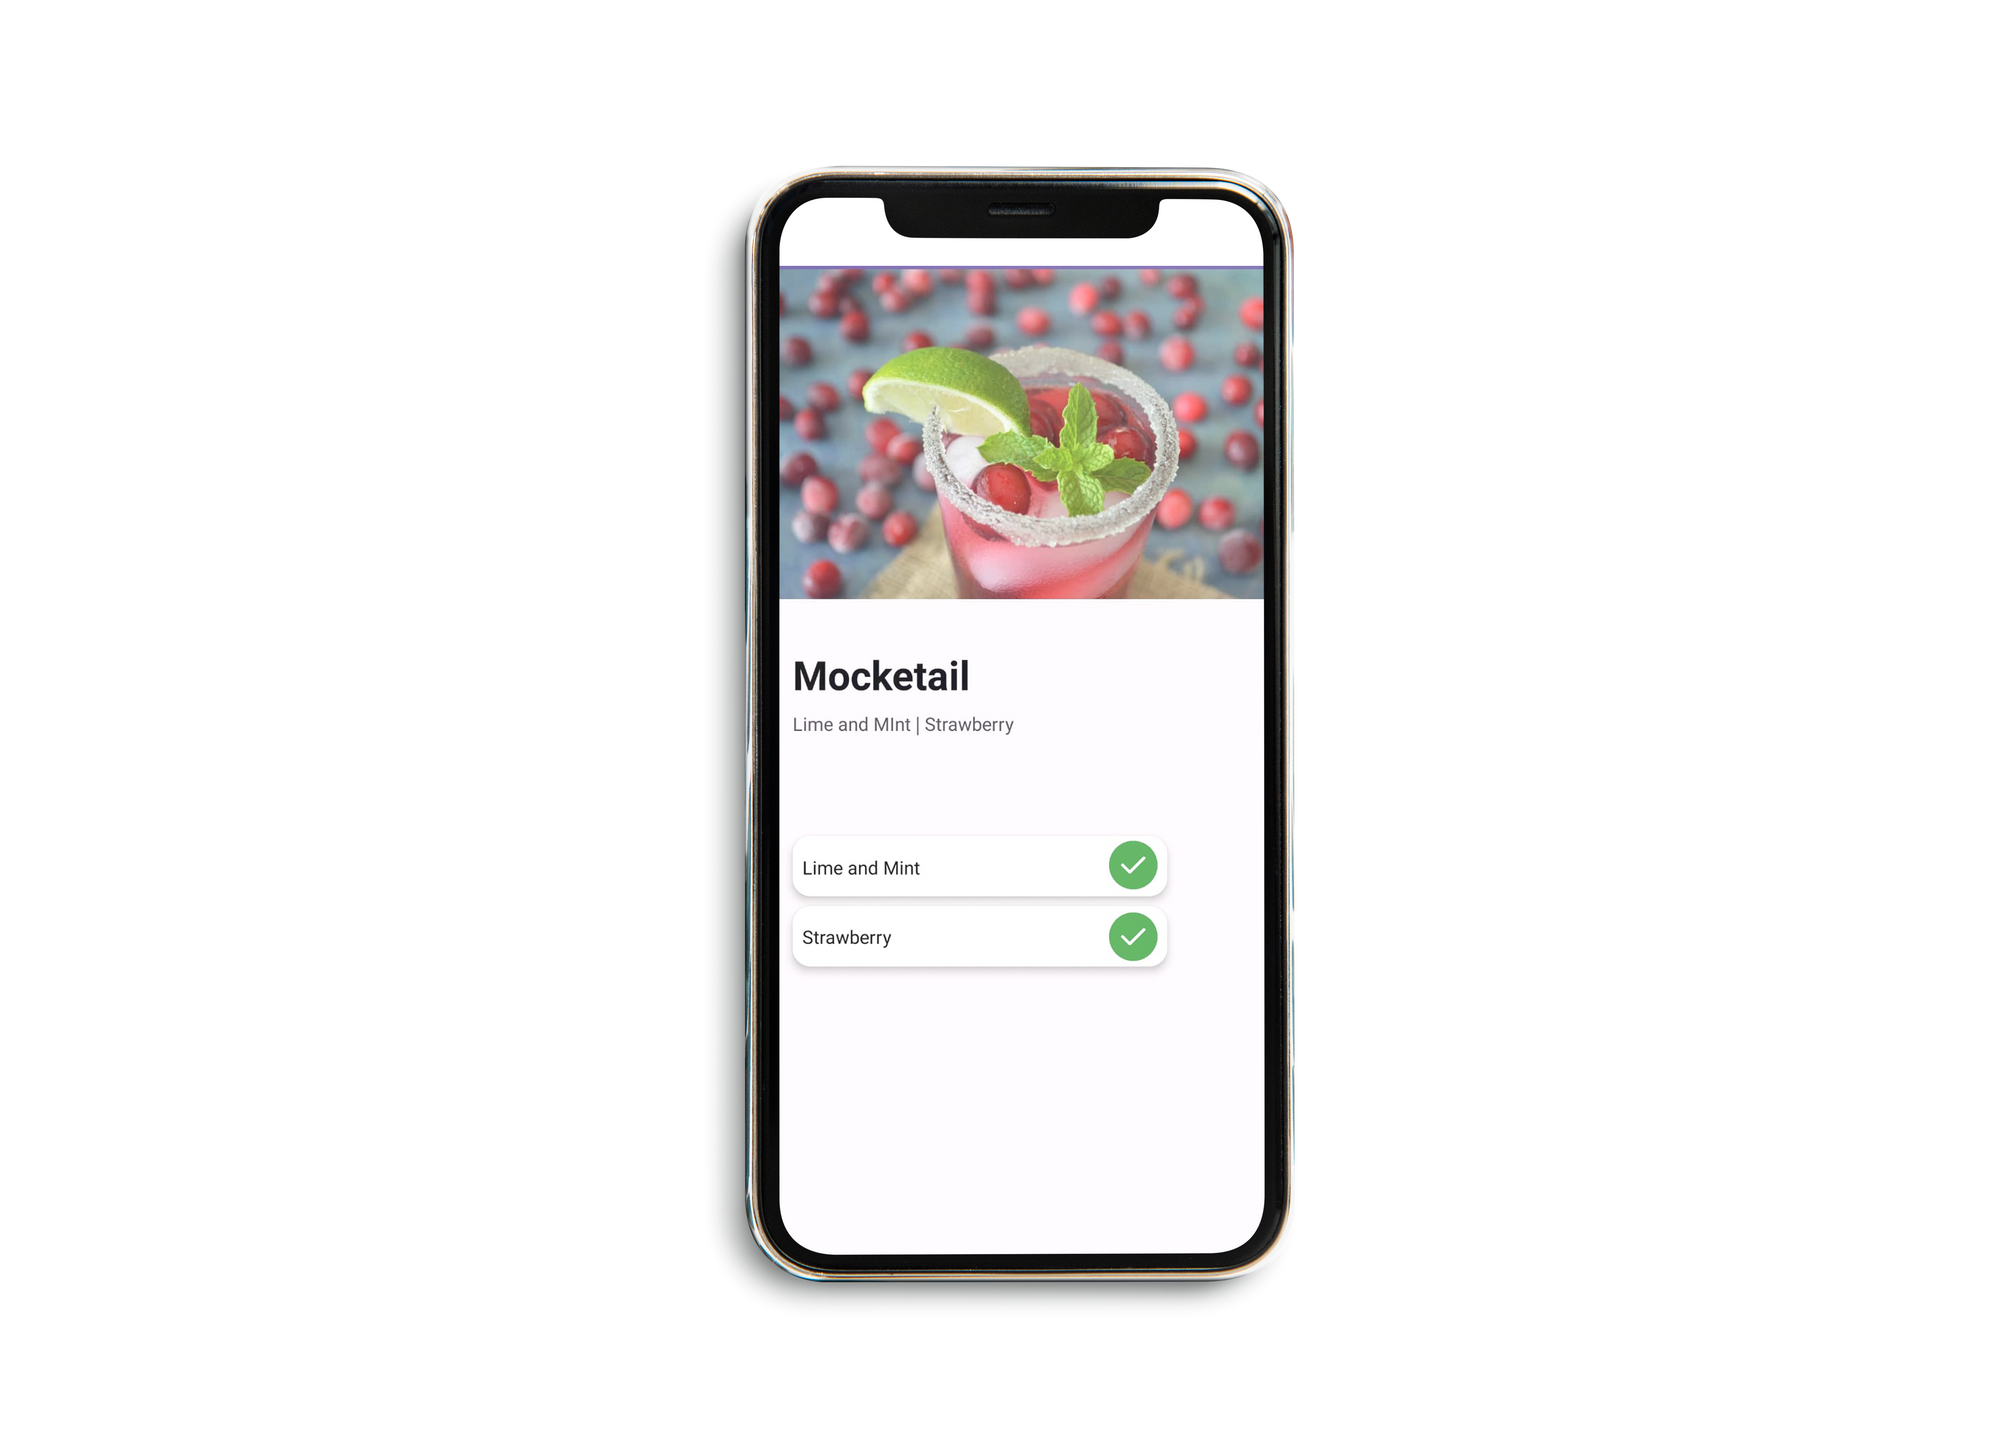 Mocketail
Lime and MInt | Strawberry
Lime and Mint
Strawberry